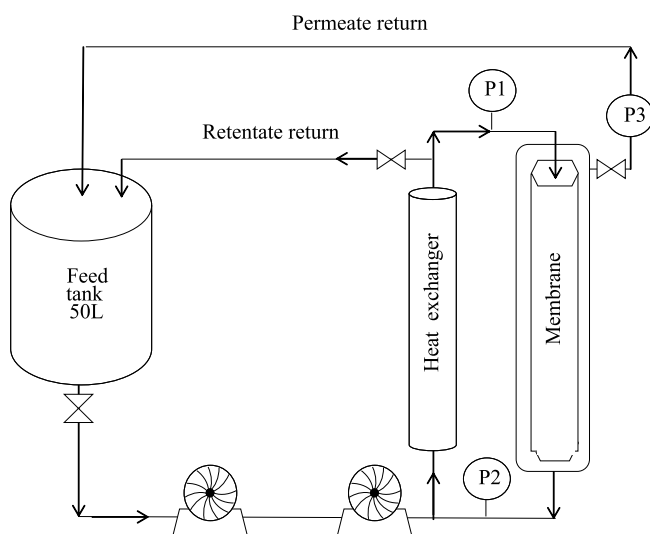 Permeate return
P1
P3
Retentate return
Feed
tank
50L
Heat exchanger
Membrane
P2